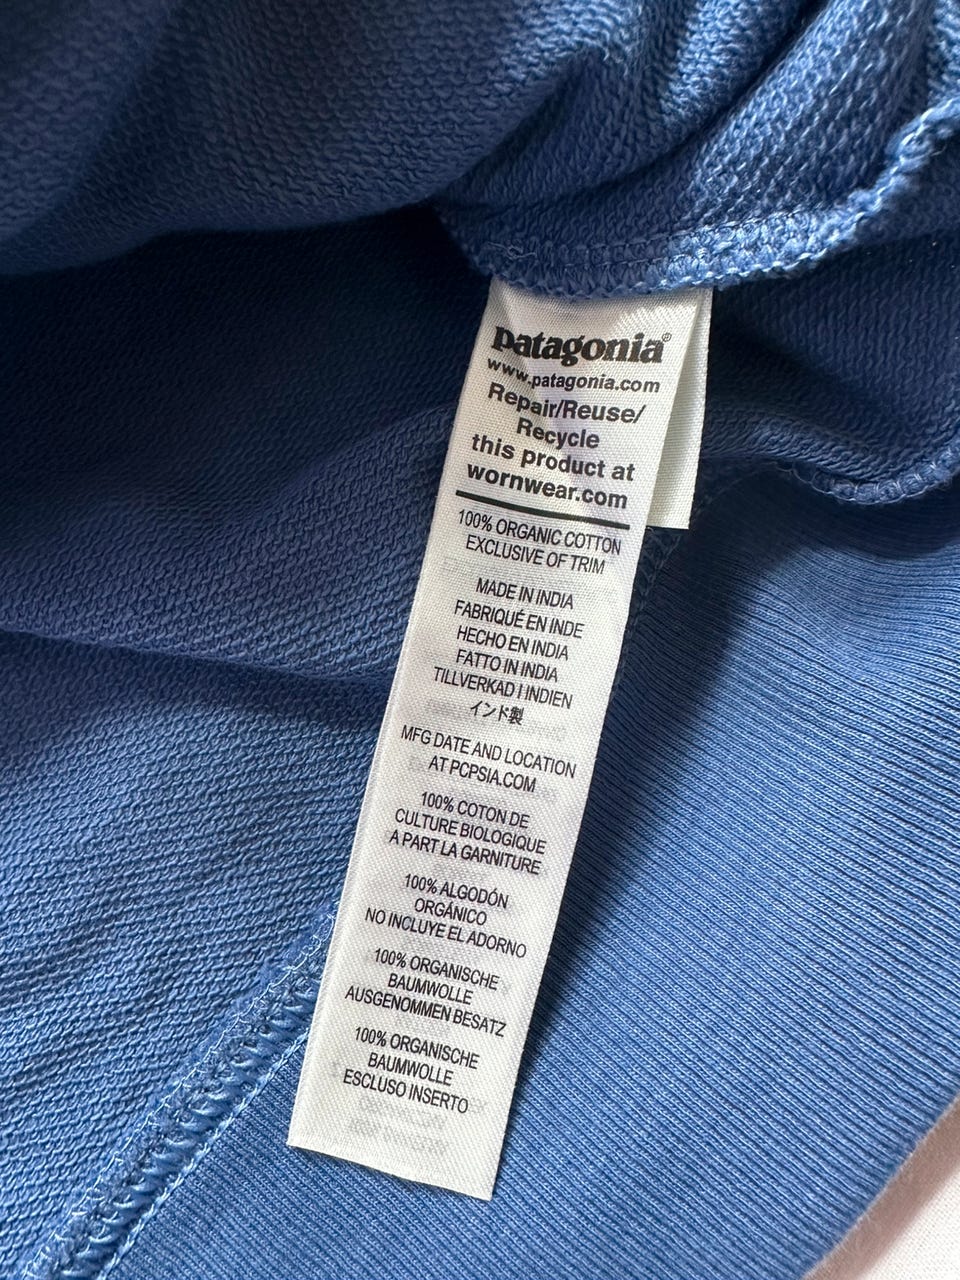 patagonia®
www.patagonia.com
Repair/Reuse/
Recycle
this product at
wornwear.com
100% ORGANIC COTTON
EXCLUSIVE OF TRIM
MADE IN INDIA
FABRIQUÉ EN INDE
HECHO EN INDIA
FATTO IN INDIA
TILLVERKAD I INDIEN
インド製
MFG DATE AND LOCATION
AT PCPSIA.COM
100% COTON DE
CULTURE BIOLOGIQUE
A PART LA GARNITURE
100% ALGODÓN
ORGÁNICO
NO INCLUYE EL ADORNO
100% ORGANISCHE
BAUMWOLLE
AUSGENOMMEN BESATZ
100% ORGANISCHE
BAUMWOLLE
ESCLUSO INSERTO